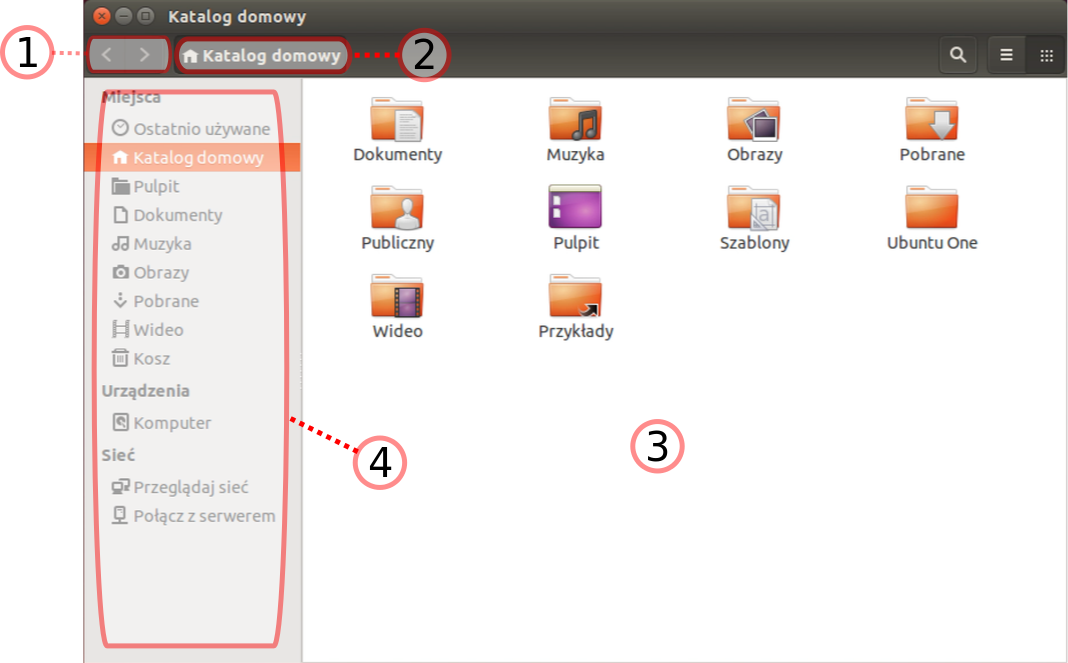 Katalog domowy
1
Katalog domowy
2
Miejsca
Ostatnio używane
Katalog domowy
Pulpit
Dokumenty
Muzyka
Obrazy
Pobrane
Wideo
Kosz
Urządzenia
Komputer
Sieć
Przeglądaj sieć
Połącz z serwerem
4
Dokumenty
Muzyka
Obrazy
Pobrane
Publiczny
Pulpit
a
Szablony
Ubuntu One
Wideo
Przykłady
3